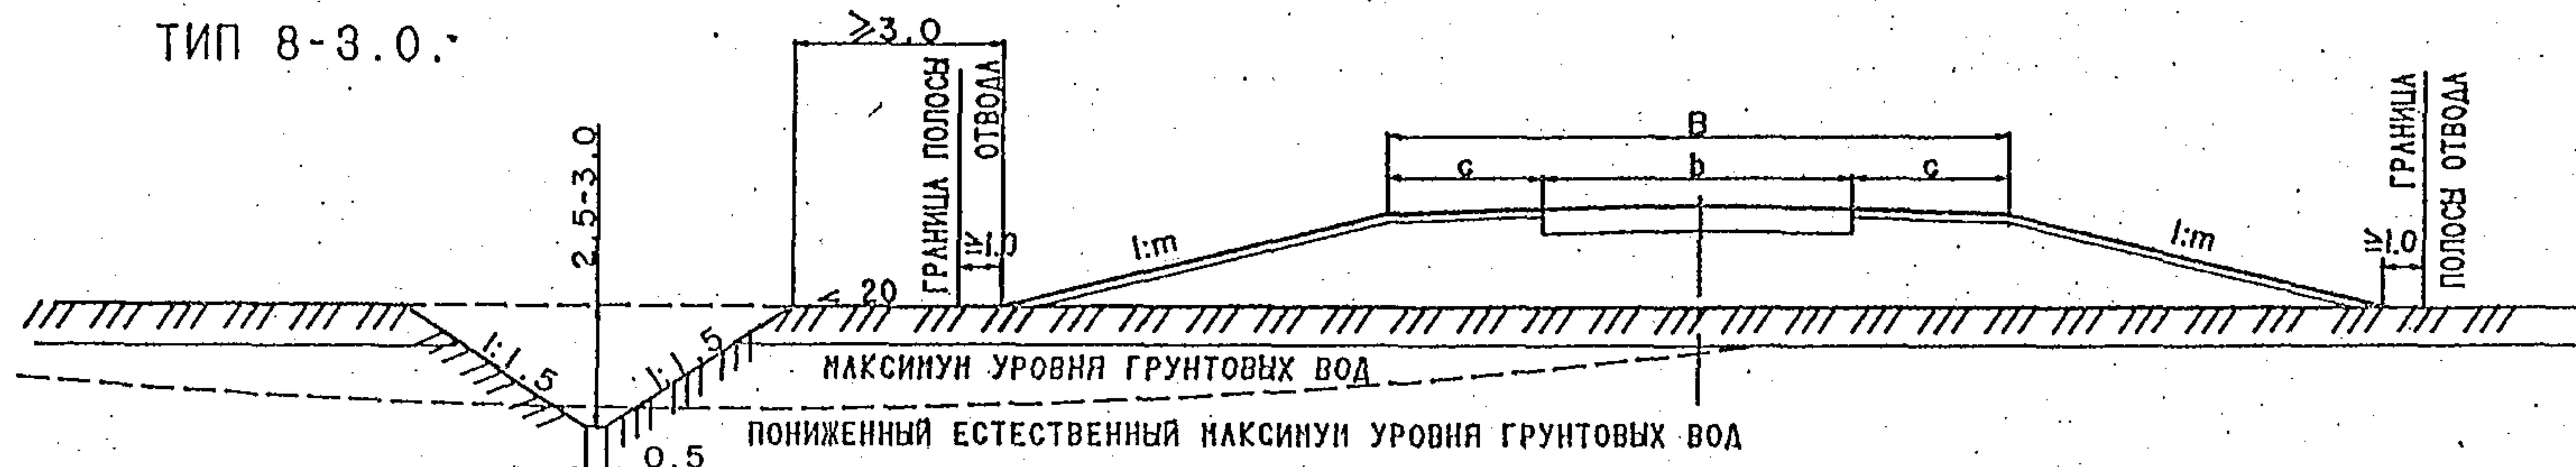 ТИП 8-3.0.
≥3.0
ГРАНИЦА ПОЛОСЫ
ОТВОДА
≥1.0
2.5-3.0
< 20
1:1.5
1:1.5
0.5
B
c
b
c
1:m
1:m
≥1.0
ГРАНИЦА
ПОЛОСЫ ОТВОДА
МАКСИМУМ УРОВНЯ ГРУНТОВЫХ ВОД
ПОНИЖЕННЫЙ ЕСТЕСТВЕННЫЙ МАКСИМУМ УРОВНЯ ГРУНТОВЫХ ВОД